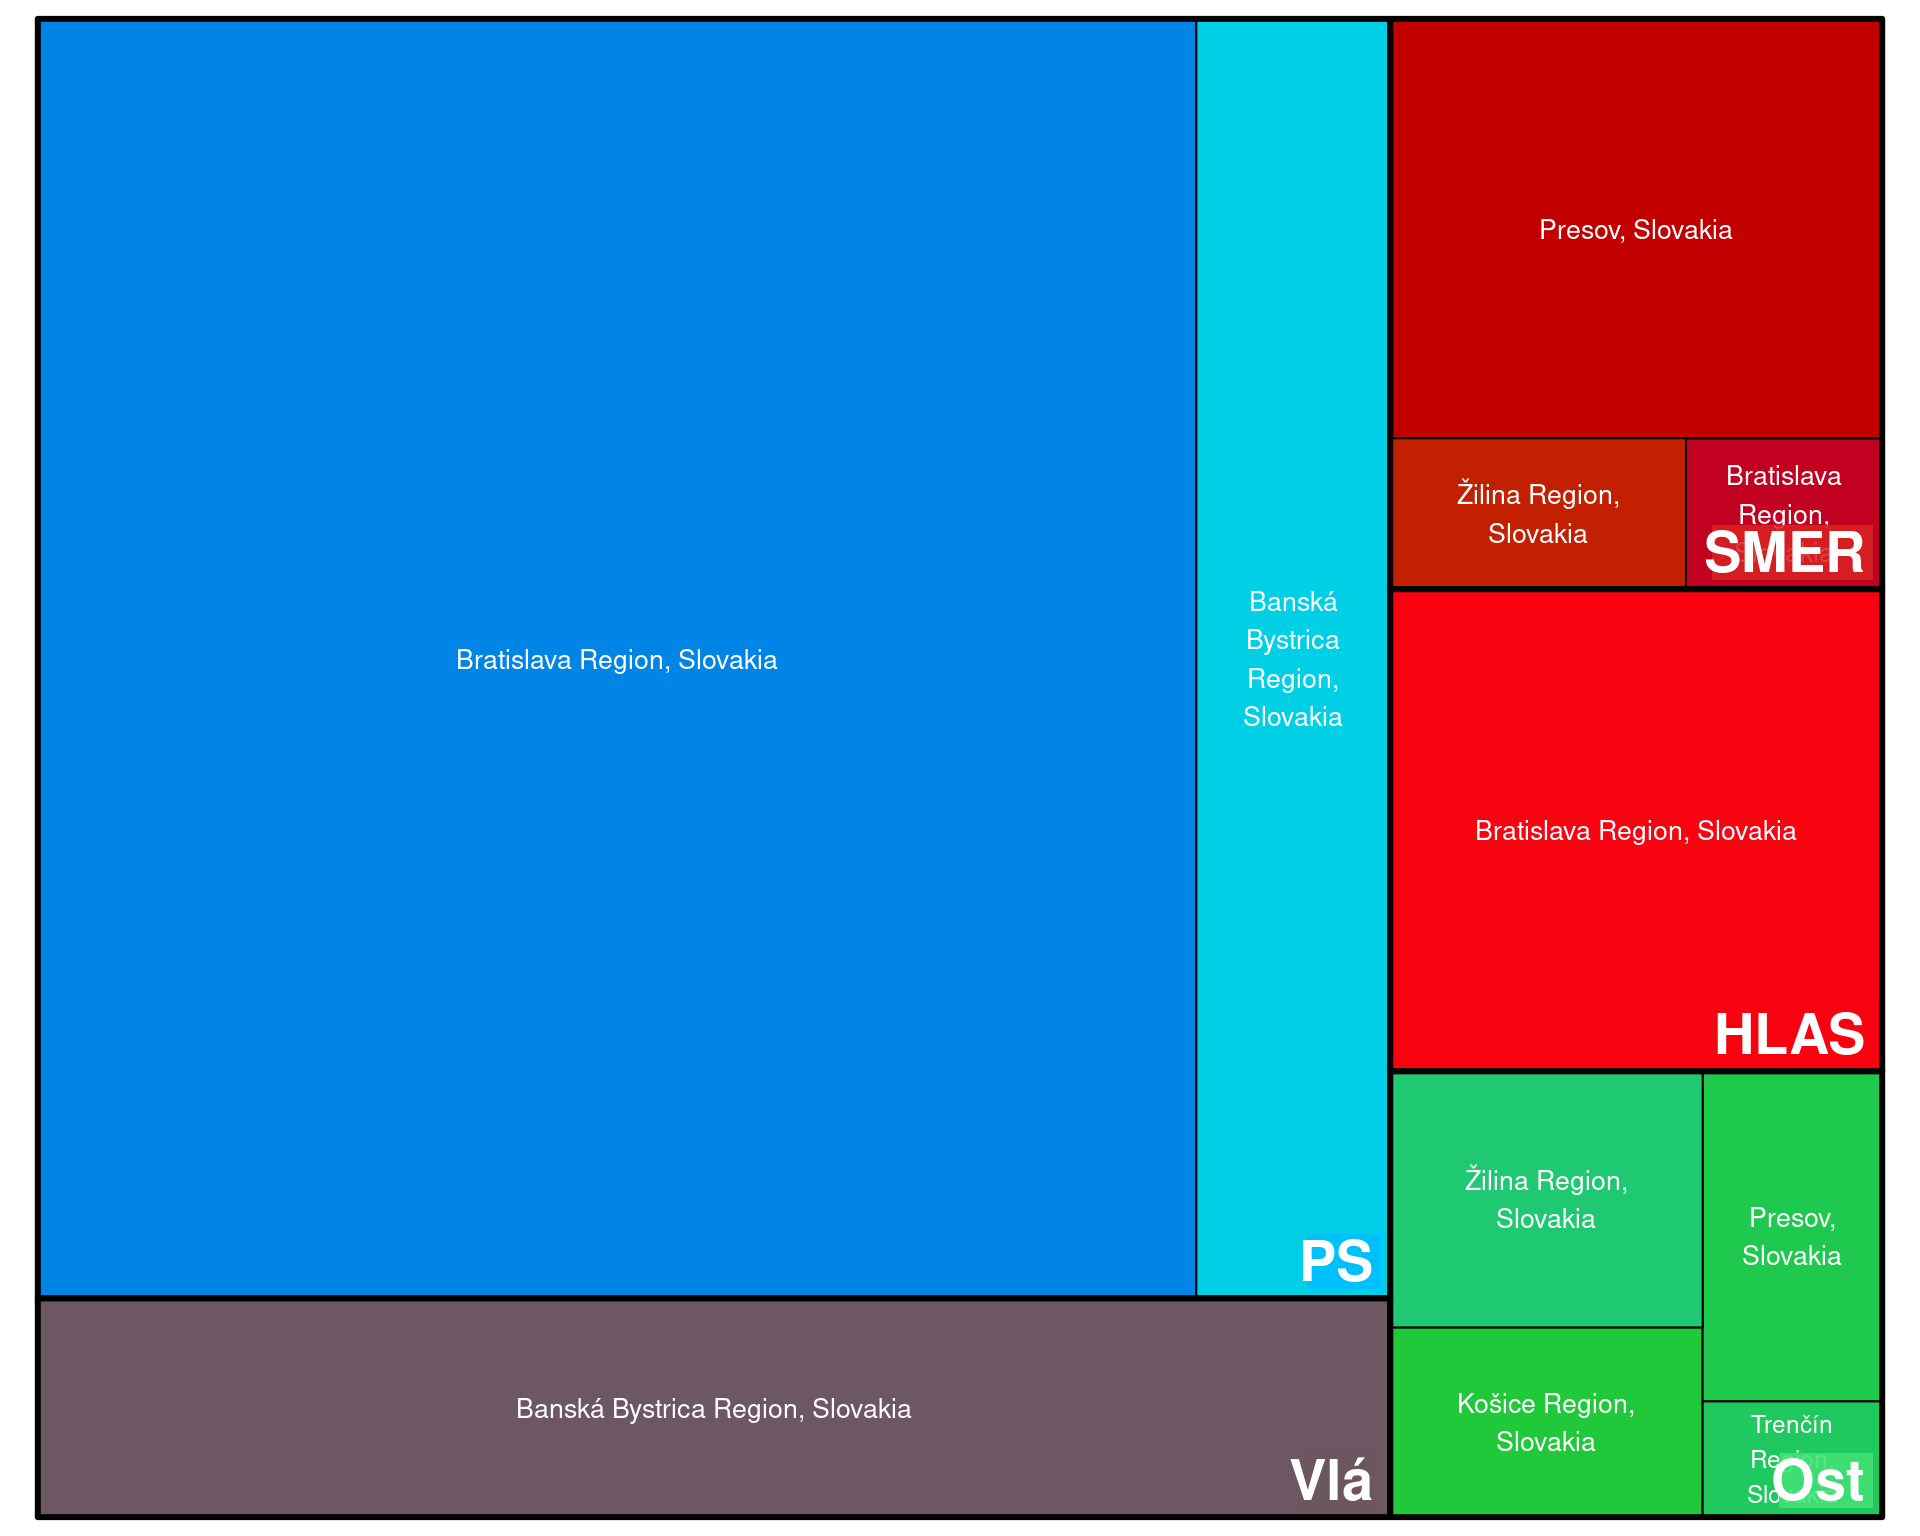 Bratislava Region, Slovakia
Banská
Bystrica
Region,
Slovakia
PS
Banská Bystrica Region, Slovakia
Vlá
Presov, Slovakia
Žilina Region,
Slovakia
Bratislava
Region,
SMER
Bratislava Region, Slovakia
HLAS
Žilina Region,
Slovakia
Presov,
Slovakia
Košice Region,
Slovakia
Trenčín
Region,
Ost